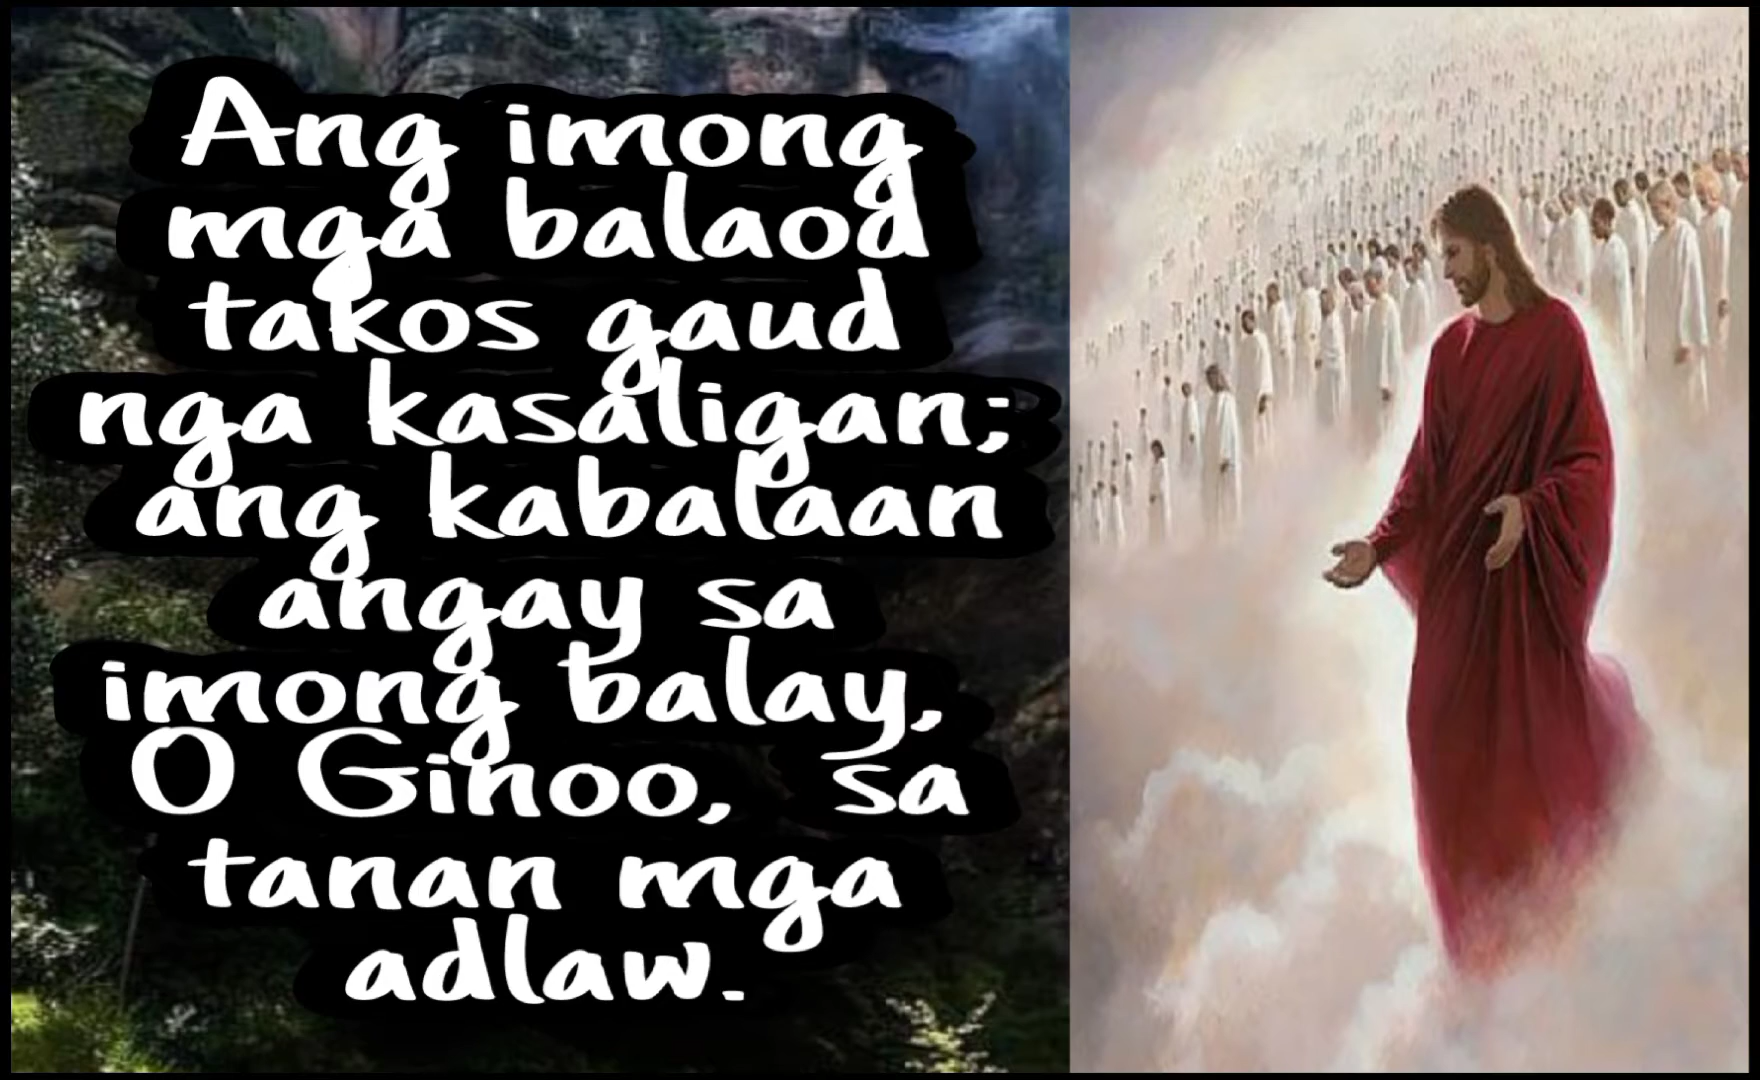 Ang imong
mga balaod
takos gaud
nga kasaligan;
ang kabalaan
angay sa
imong balay,
O Ginoo, sa
tanan mga
adlaw.